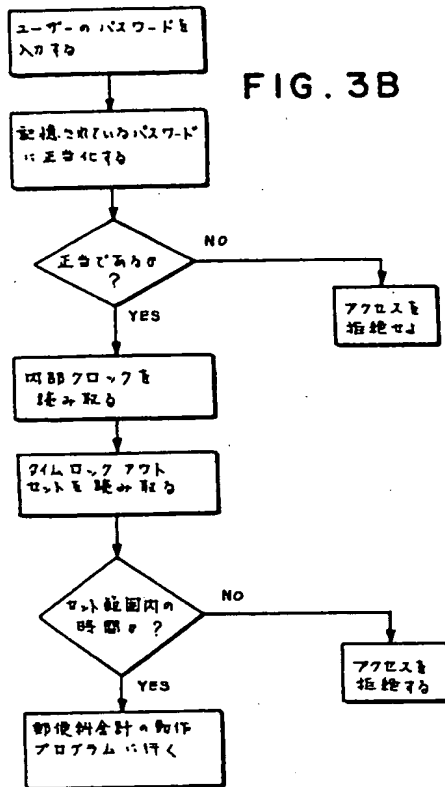 ユーザーのパスワードを
入力する
FIG. 3B
記憶されているパスワード
に正当化する
正当であるか
?
NO
YES
アクセスを
拒絶せよ
内部クロックを
読み取る
タイムロックアウト
セットを読み取る
セット範囲内の
時間か?
NO
YES
アクセスを
拒絶する
郵便料金計の動作
プログラムに行く